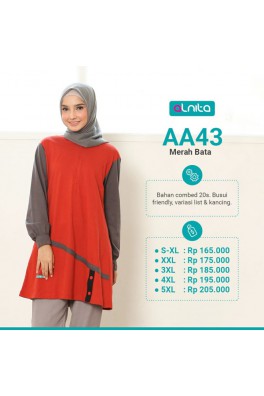 alnita
AA43
Merah Bata
Bahan combed 20s. Busui
friendly, variasi list & kancing.
S-XL : Rp 165.000
XXL : Rp 175.000
3XL : Rp 185.000
4XL : Rp 195.000
5XL : Rp 205.000